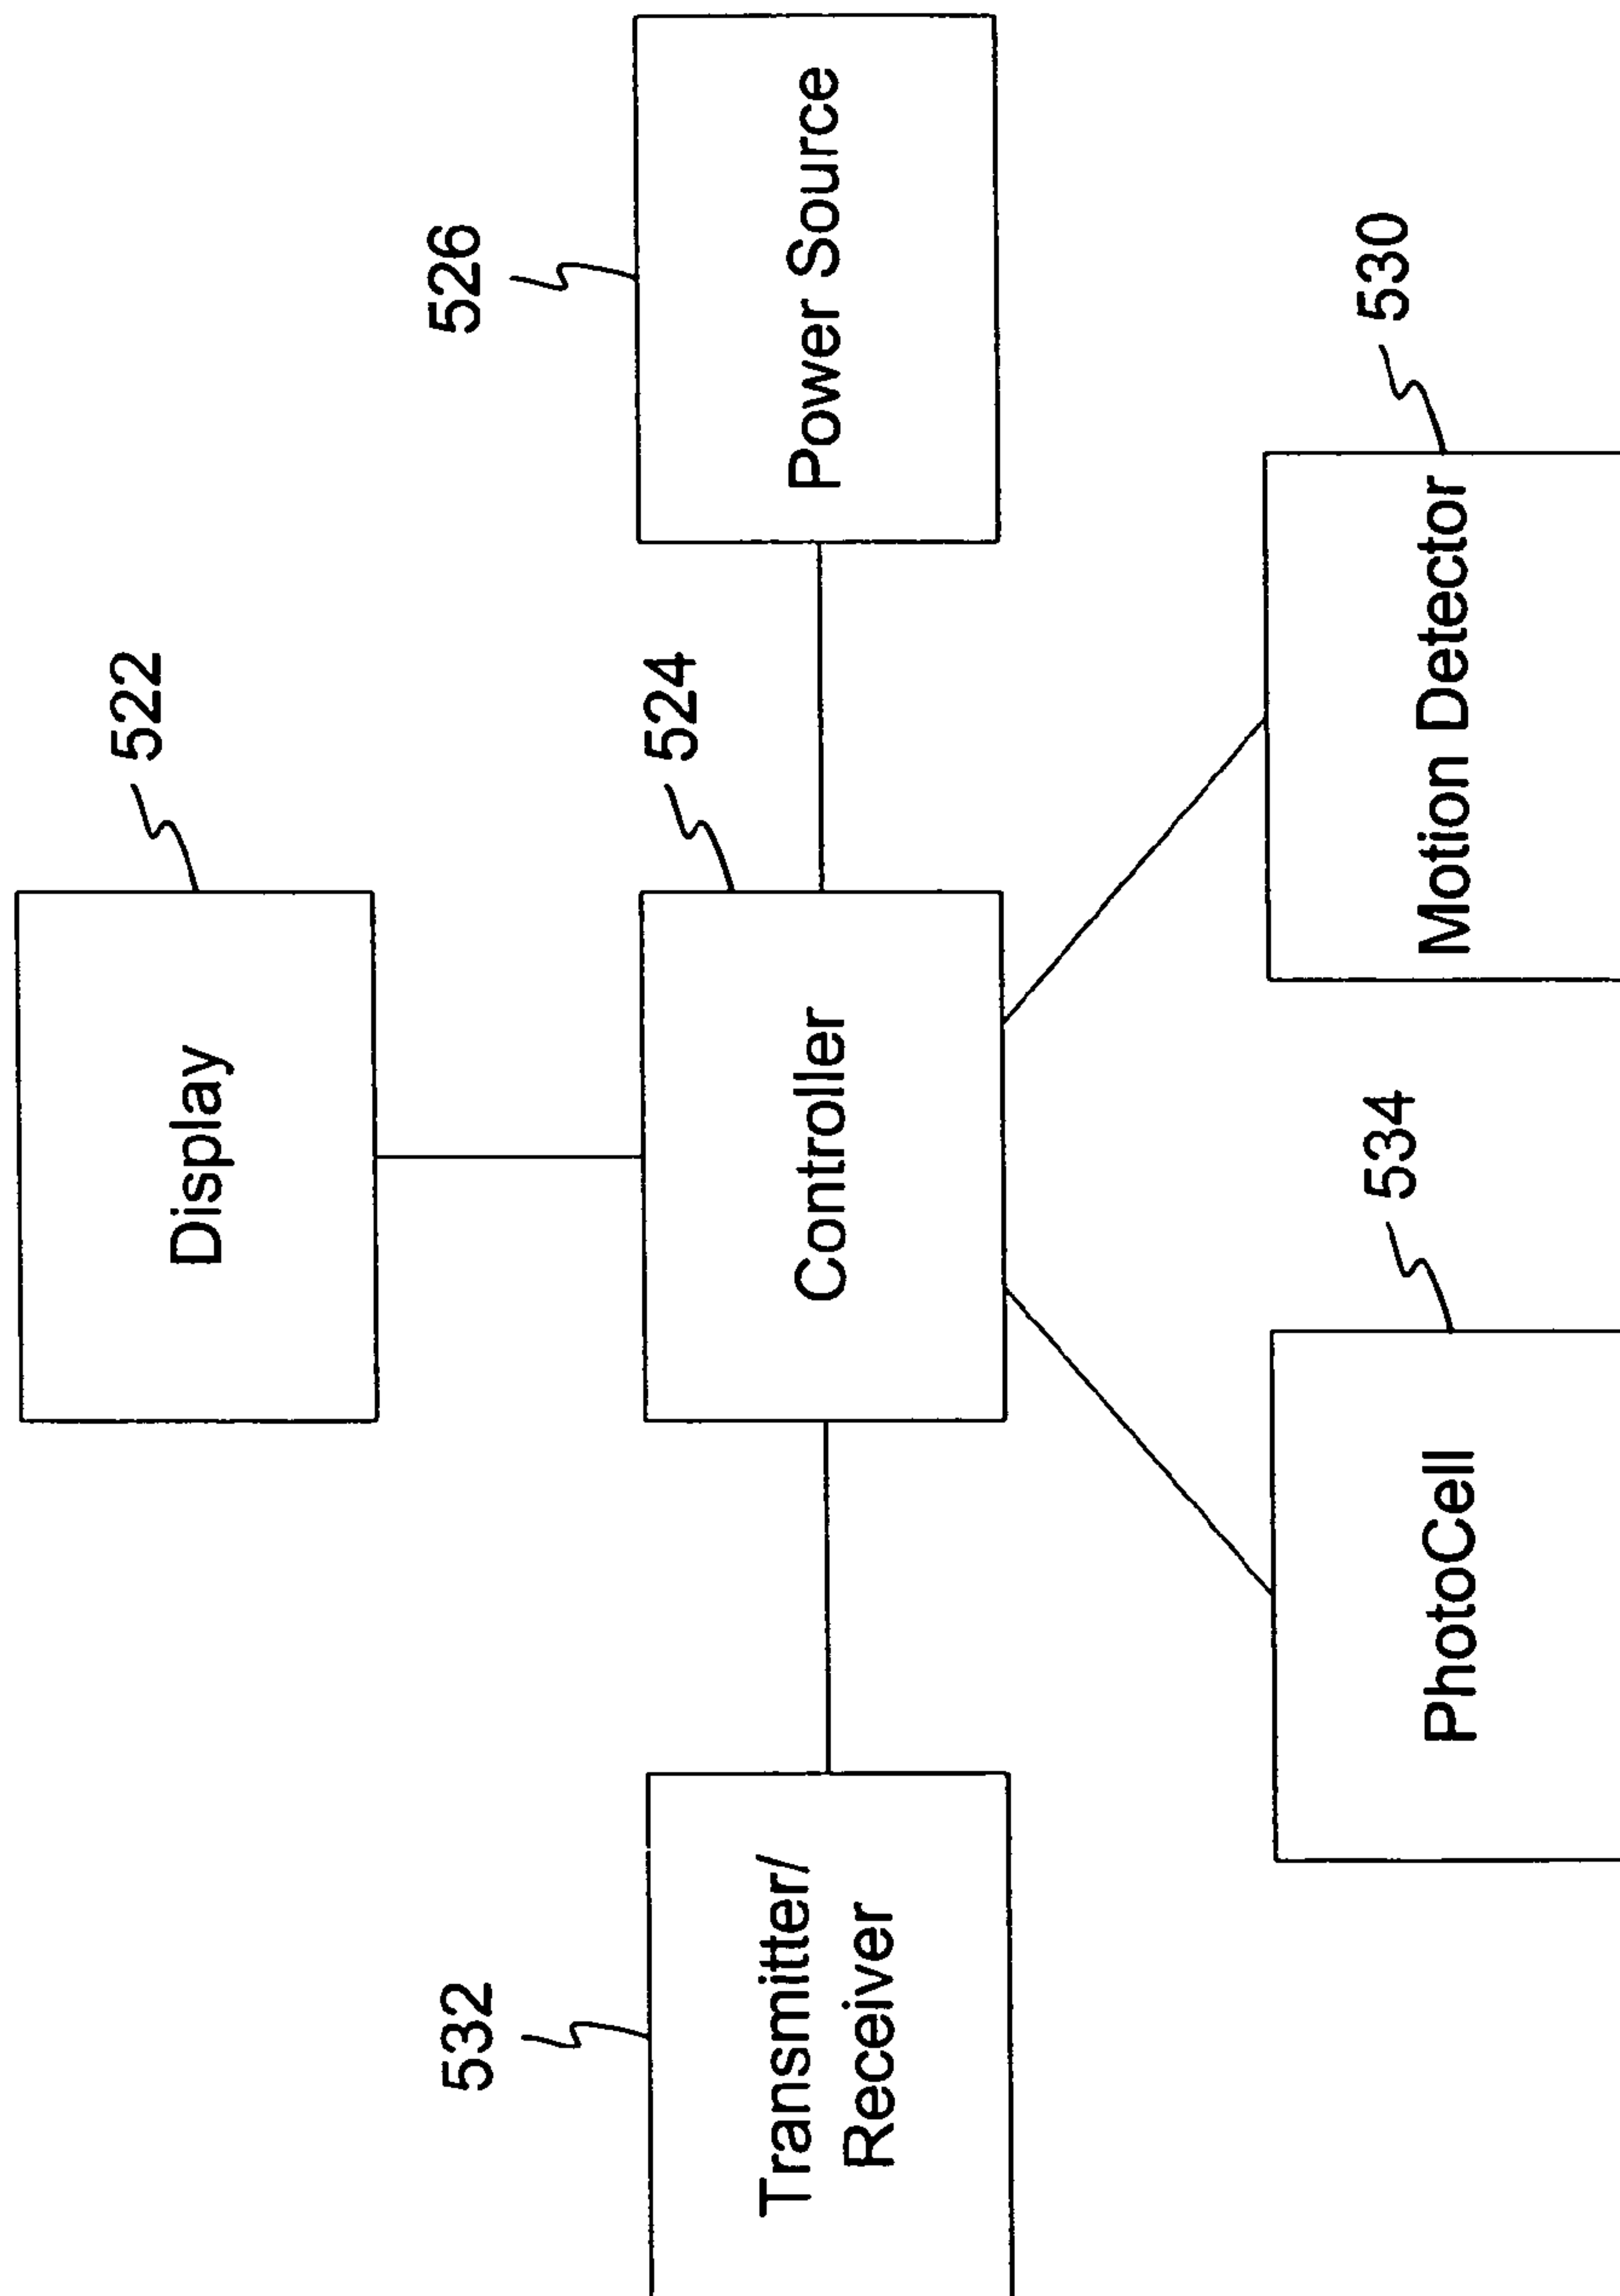 522
Display
532
526
524
Transmitter/
Receiver
Controller
Power Source
534
530
PhotoCell
Motion Detector